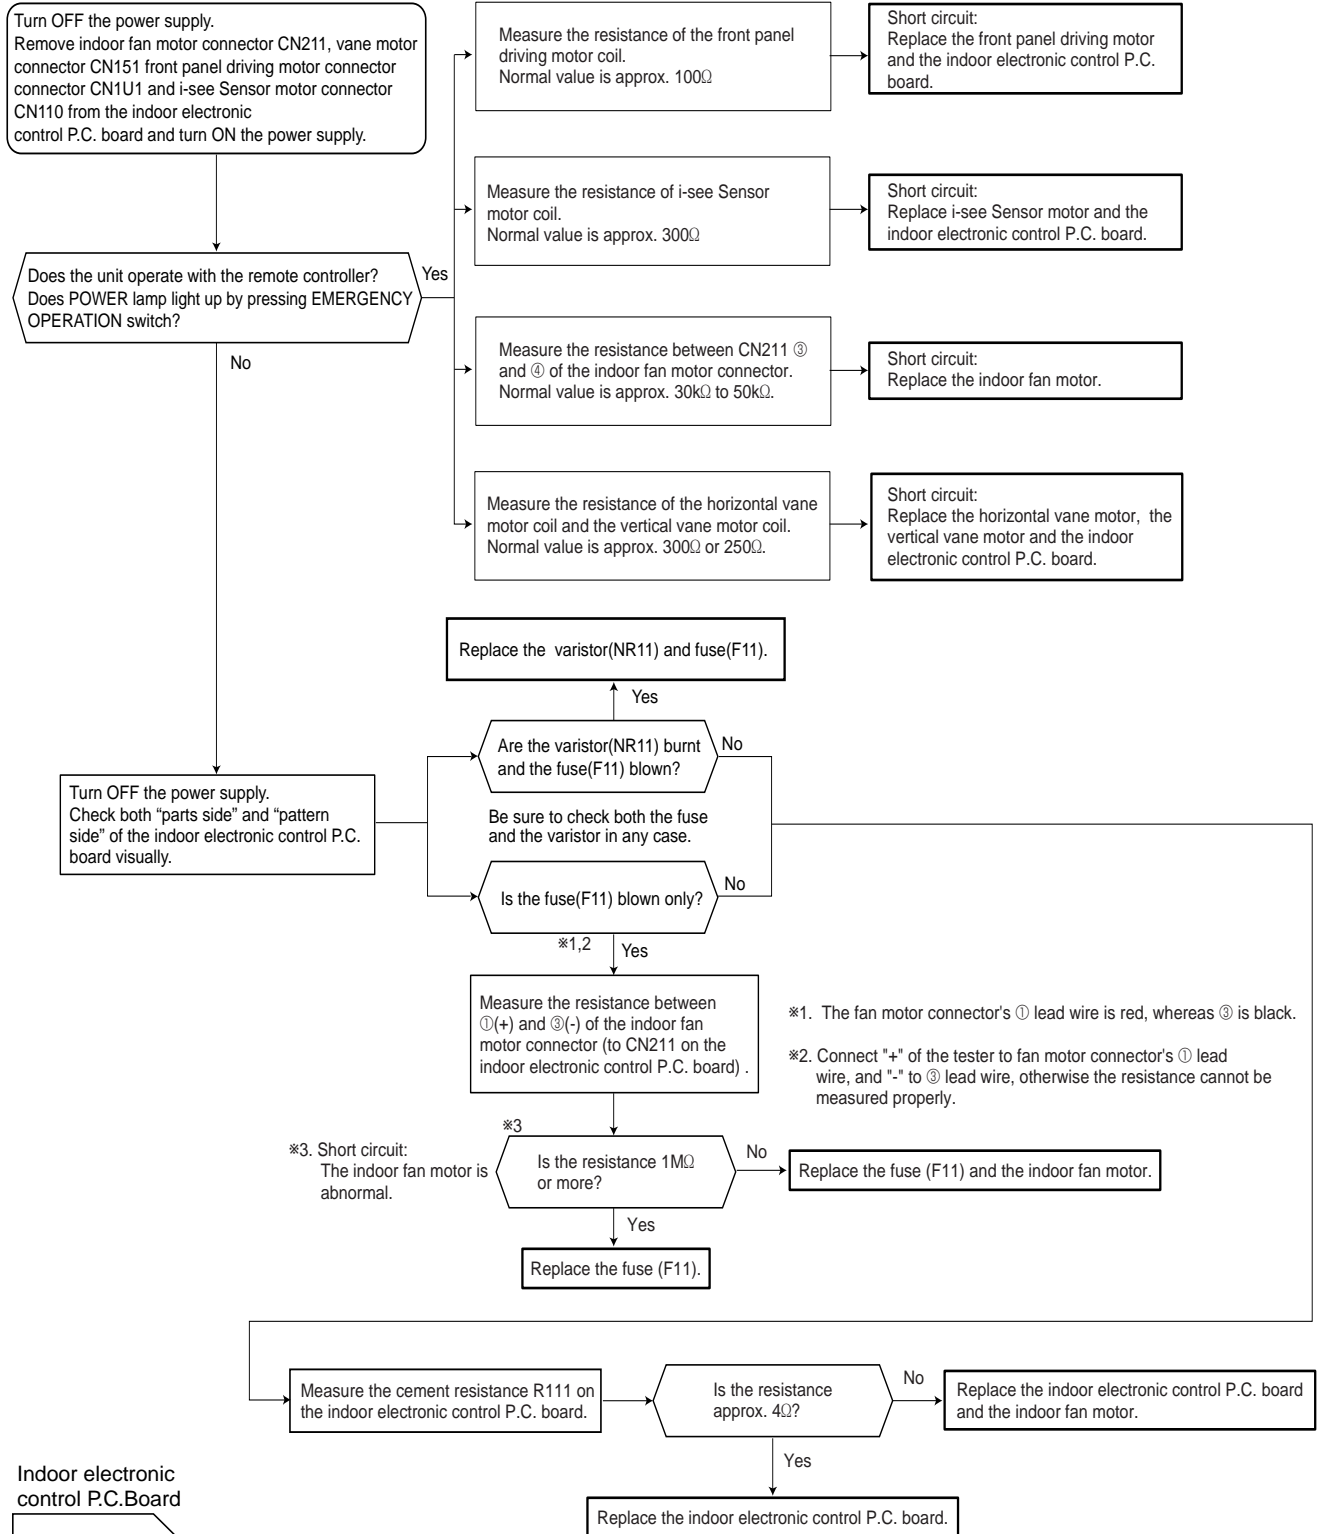 Turn OFF the power supply.
Remove indoor fan motor connector CN211, vane motor
connector CN151 front panel driving motor connector
connector CN1U1 and i-see Sensor motor connector
CN110 from the indoor electronic
control P.C. board and turn ON the power supply.
Measure the resistance of the front panel
driving motor coil.
Normal value is approx. 100Ω
Short circuit:
Replace the front panel driving motor
and the indoor electronic control P.C.
board.
Measure the resistance of i-see Sensor
motor coil.
Normal value is approx. 300Ω
Short circuit:
Replace i-see Sensor motor and the
indoor electronic control P.C. board.
Does the unit operate with the remote controller?
Does POWER lamp light up by pressing EMERGENCY
OPERATION switch?
Yes
No
Measure the resistance between CN211 ③
and ④ of the indoor fan motor connector.
Normal value is approx. 30kΩ to 50kΩ.
Short circuit:
Replace the indoor fan motor.
Measure the resistance of the horizontal vane
motor coil and the vertical vane motor coil.
Normal value is approx. 300Ω or 250Ω.
Short circuit:
Replace the horizontal vane motor, the
vertical vane motor and the indoor
electronic control P.C. board.
Replace the varistor(NR11) and fuse(F11).
Yes
Are the varistor(NR11) burnt
and the fuse(F11) blown?
No
Turn OFF the power supply.
Check both “parts side” and “pattern
side” of the indoor electronic control P.C.
board visually.
Be sure to check both the fuse
and the varistor in any case.
Is the fuse(F11) blown only?
No
※1,2
Yes
Measure the resistance between
①(+) and ③(-) of the indoor fan
motor connector (to CN211 on the
indoor electronic control P.C. board) .
※1. The fan motor connector's ① lead wire is red, whereas ③ is black.
※2. Connect "+" of the tester to fan motor connector's ① lead
wire, and "-" to ③ lead wire, otherwise the resistance cannot be
measured properly.
※3
※3. Short circuit:
The indoor fan motor is
abnormal.
Is the resistance 1MΩ
or more?
No
Replace the fuse (F11) and the indoor fan motor.
Yes
Replace the fuse (F11).
Measure the cement resistance R111 on
the indoor electronic control P.C. board.
Is the resistance
approx. 4Ω?
No
Replace the indoor electronic control P.C. board
and the indoor fan motor.
Yes
Replace the indoor electronic control P.C. board.
Indoor electronic
control P.C.Board